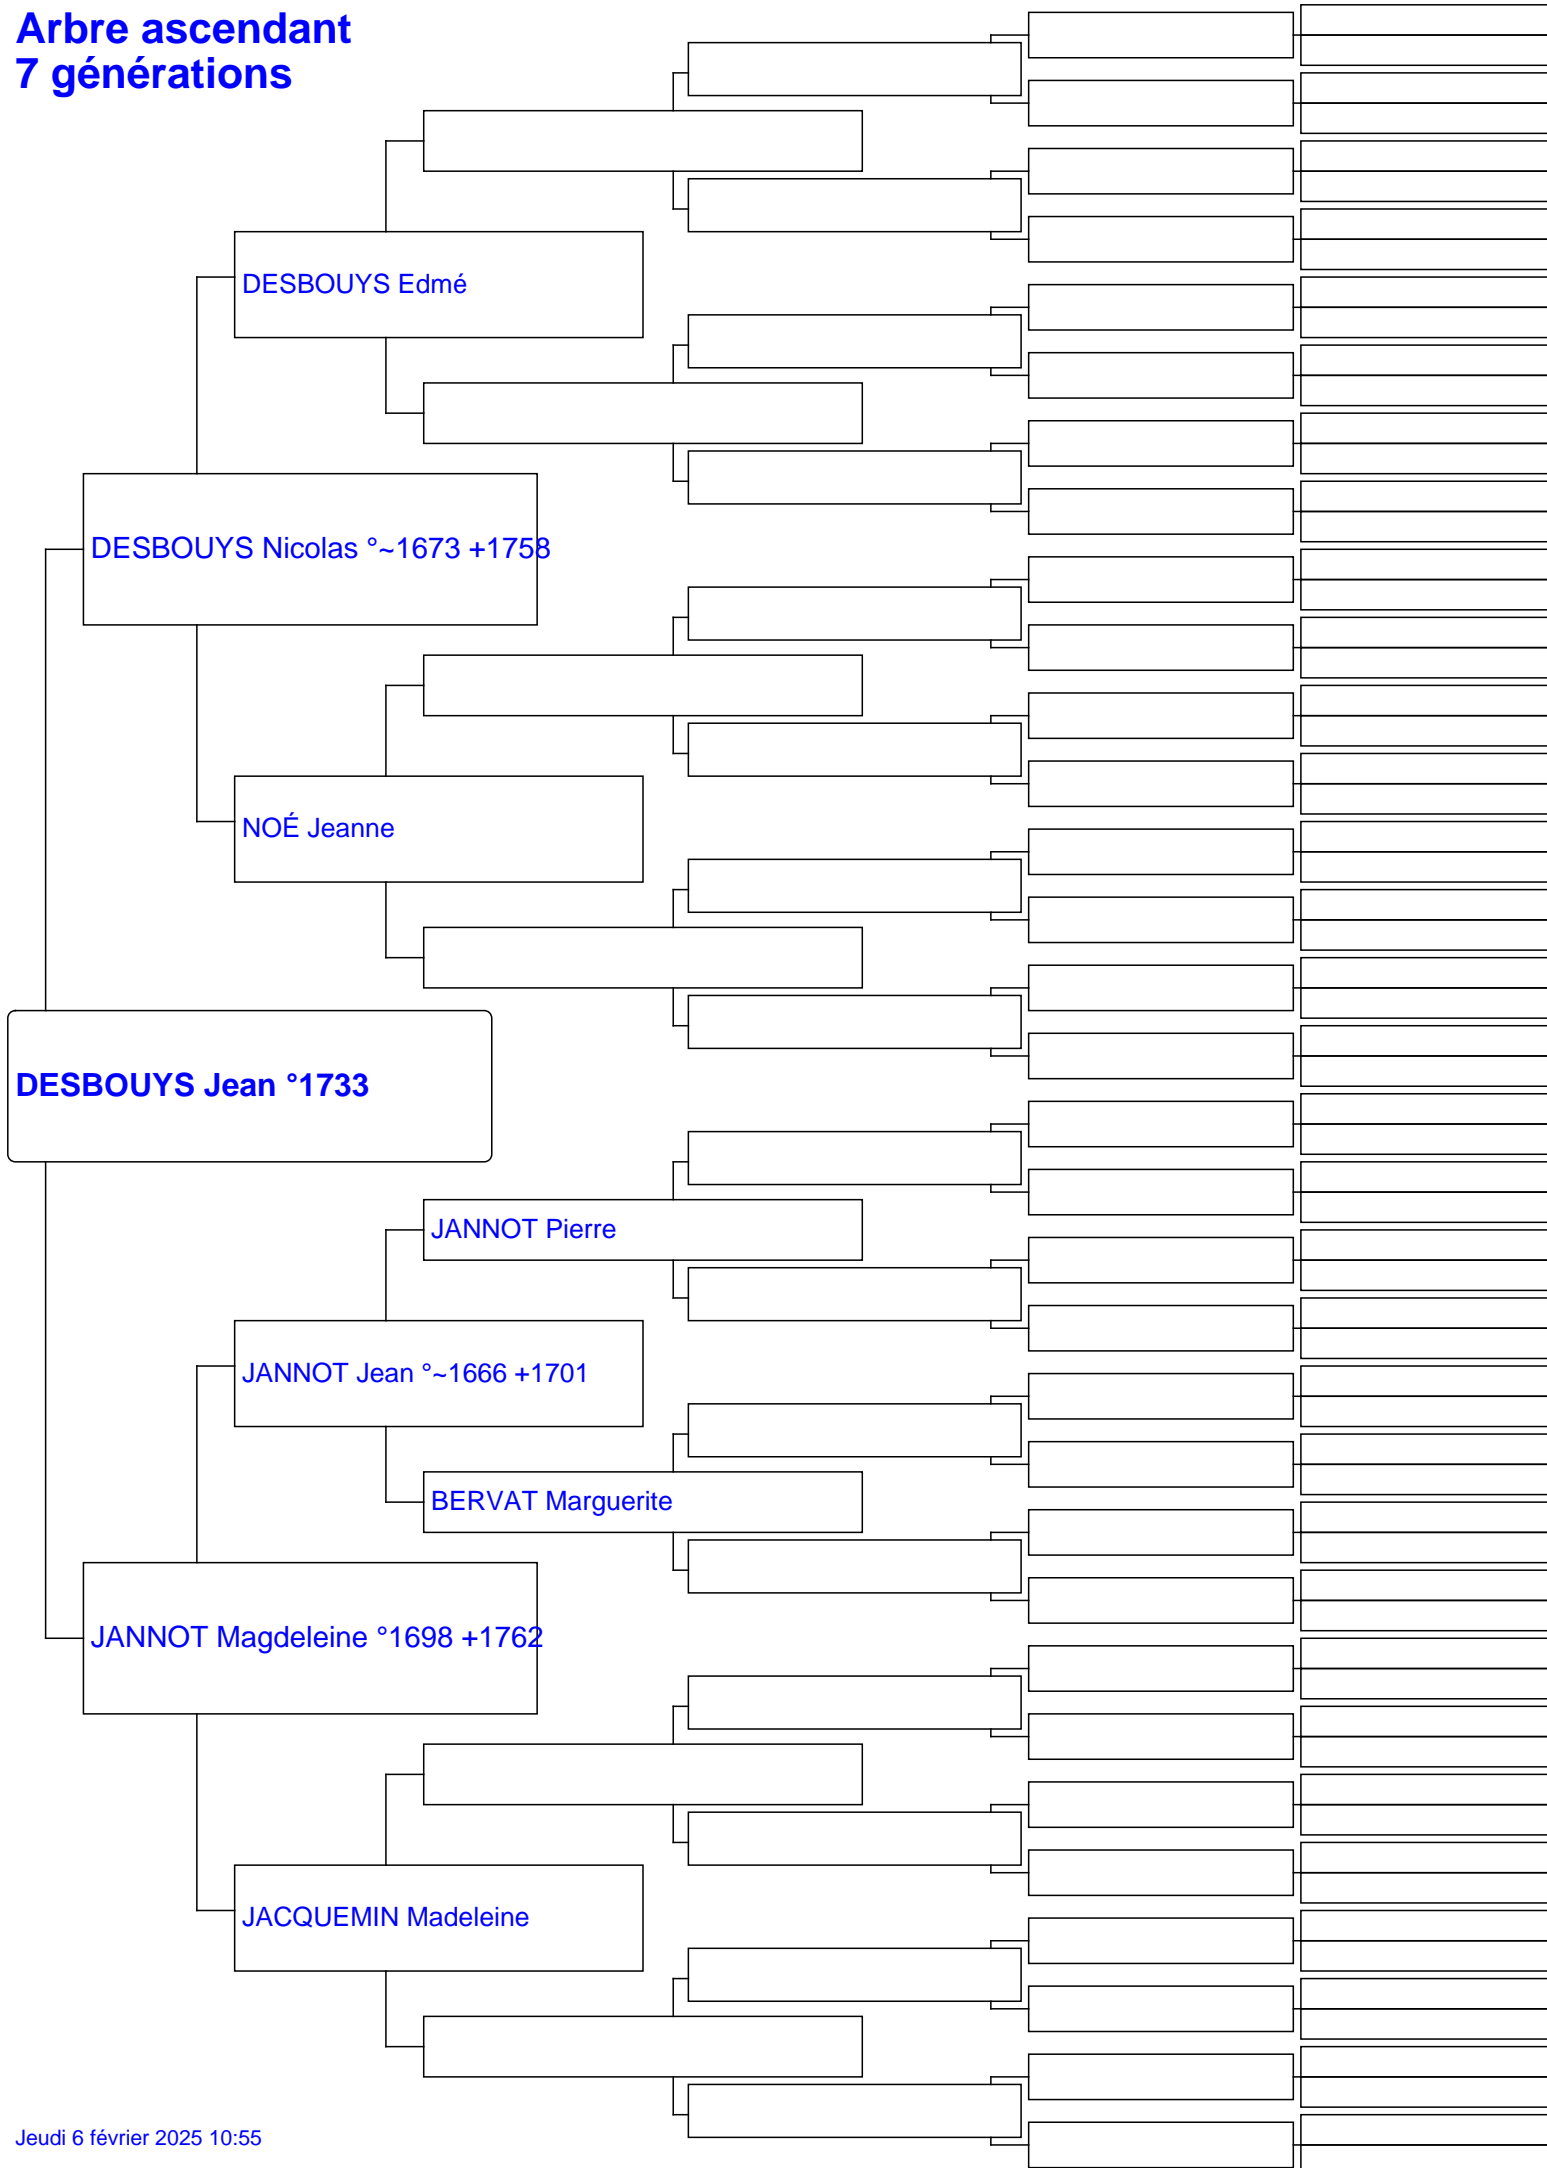 Arbre ascendant
7 générations
DESBOUYS Edmé
DESBOUYS Nicolas °~1673 +1758
NOÉ Jeanne
DESBOUYS Jean °1733
JANNOT Pierre
JANNOT Jean °~1666 +1701
BERVAT Marguerite
JANNOT Magdeleine °1698 +1762
JACQUEMIN Madeleine
Jeudi 6 février 2025 10:55